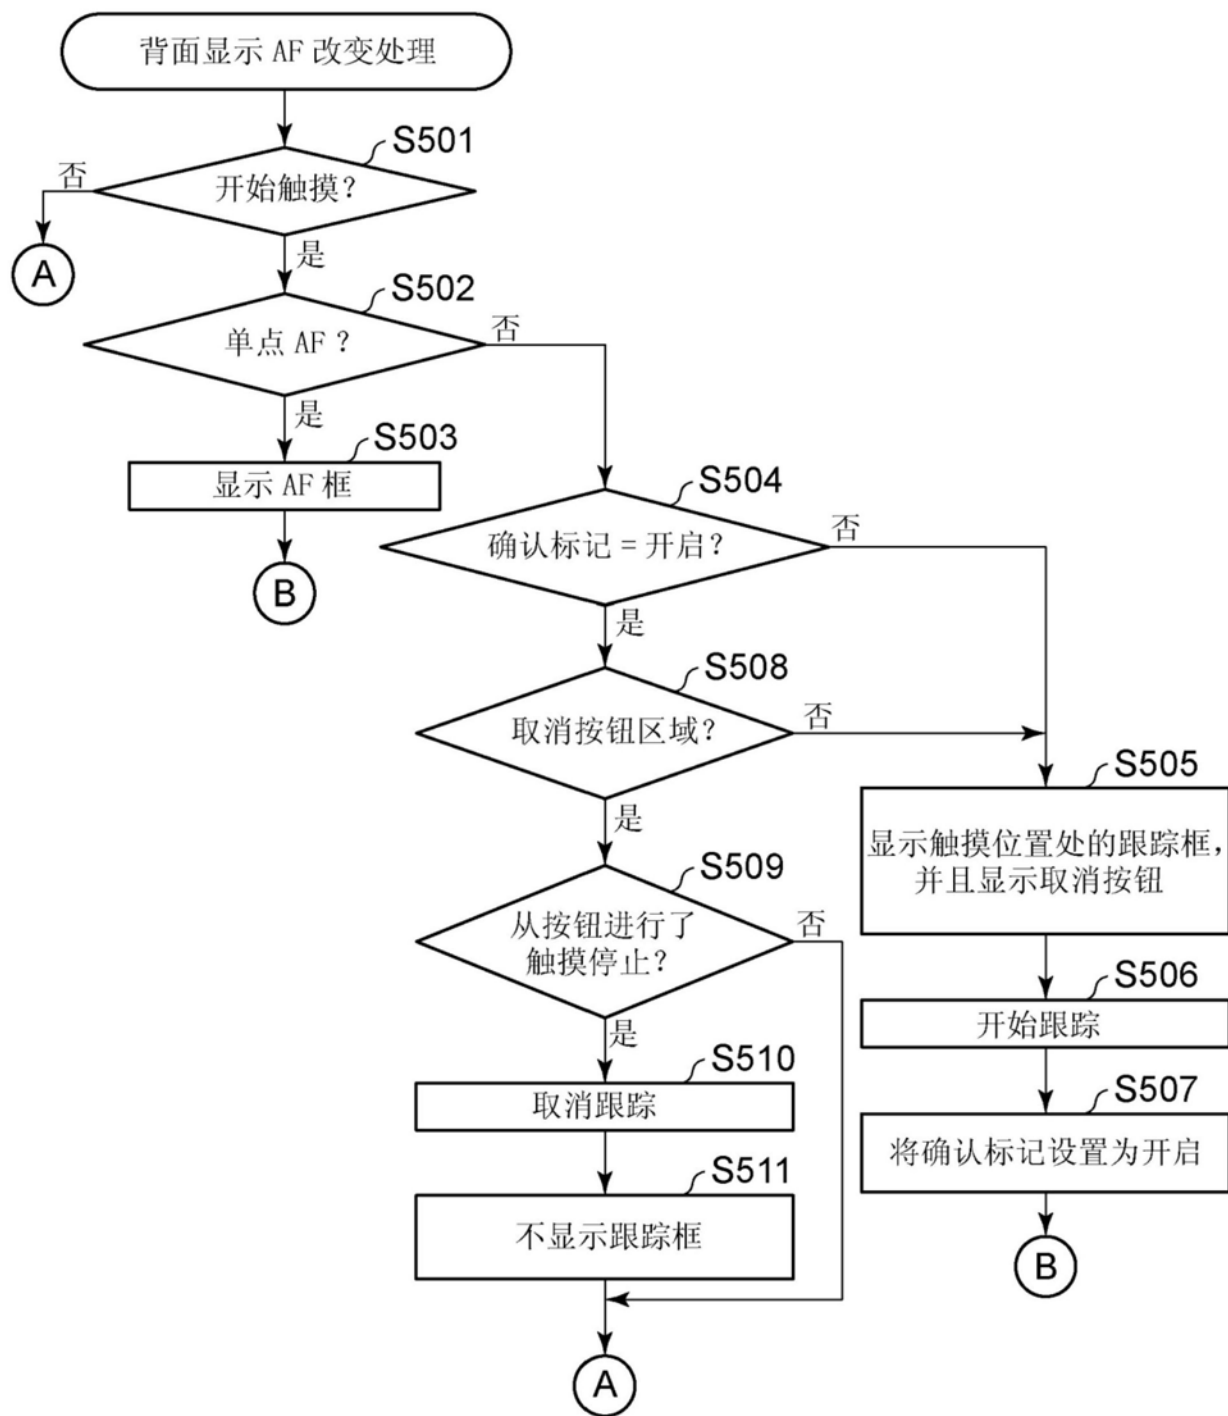 背面显示 AF 改变处理
S501
开始触摸?
否
A
是
S502
单点 AF?
否
是
S503
显示 AF 框
B
S504
确认标记 = 开启?
否
是
S508
取消按钮区域?
否
是
S505
显示触摸位置处的跟踪框,
并且显示取消按钮
S509
从按钮进行了
触摸停止?
否
是
S506
开始跟踪
S510
取消跟踪
S507
将确认标记设置为开启
S511
不显示跟踪框
B
A